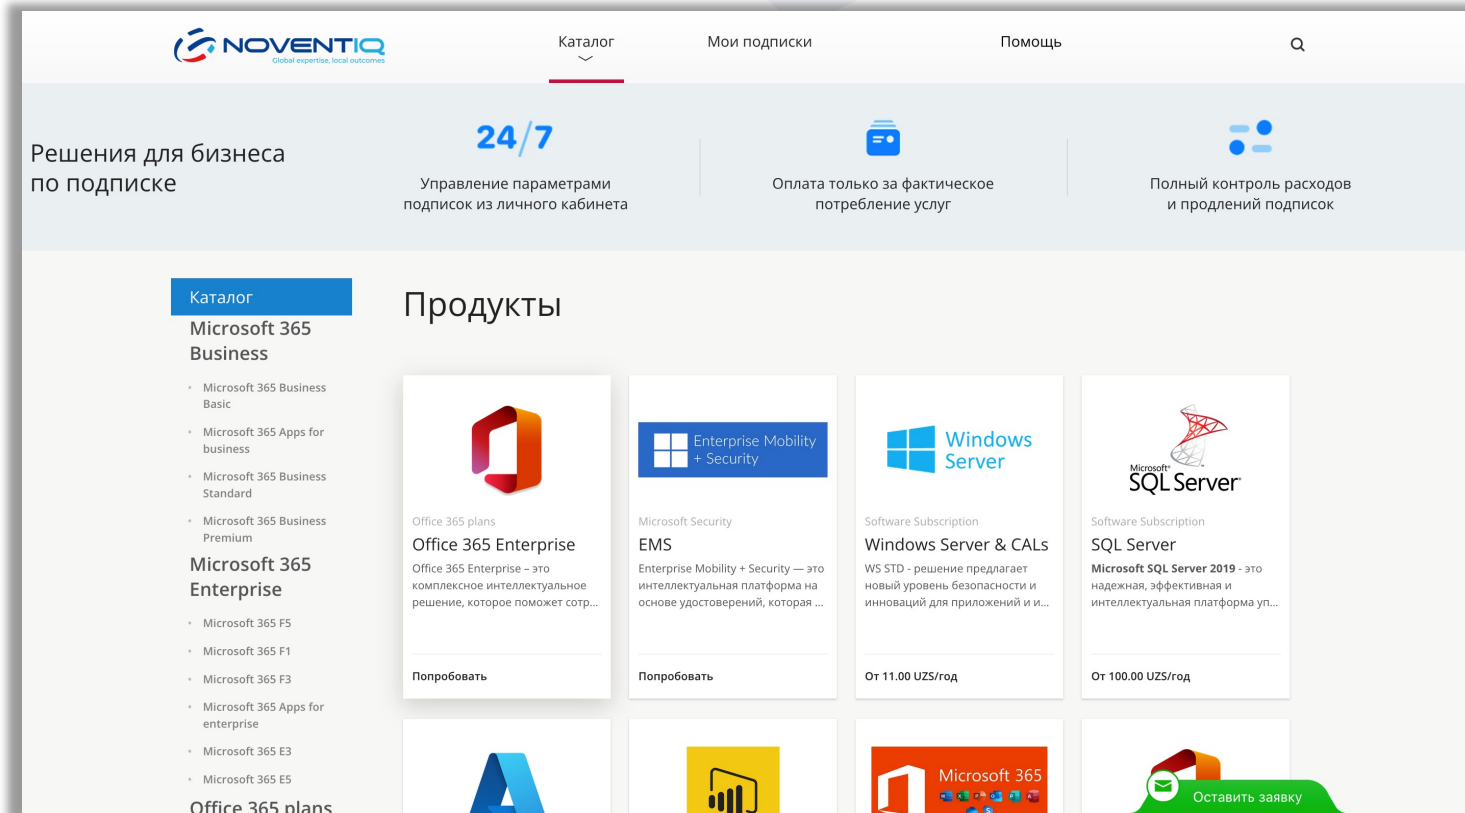 NOVENTIQ
Global expertise, local outcomes
Каталог
Мои подписки
Помощь
Решения для бизнеса
по подписке
24/7
Управление параметрами
подписок из личного кабинета
Оплата только за фактическое
потребление услуг
Полный контроль расходов
и продлений подписок
Каталог
Microsoft 365
Business
Microsoft 365 Business
Basic
Microsoft 365 Apps for
business
Microsoft 365 Business
Standard
Microsoft 365 Business
Premium
Microsoft 365
Enterprise
Microsoft 365 F5
Microsoft 365 F1
Microsoft 365 F3
Microsoft 365 Apps for
enterprise
Microsoft 365 E3
Microsoft 365 E5
Office 365 plans
Продукты
Office 365 plans
Office 365 Enterprise
Office 365 Enterprise – это
комплексное интеллектуальное
решение, которое поможет сотр...
Попробовать
Enterprise Mobility
+ Security
Microsoft Security
EMS
Enterprise Mobility + Security — это
интеллектуальная платформа на
основе удостоверений, которая ...
Попробовать
Windows
Server
Software Subscription
Windows Server & CALs
WS STD - решение предлагает
новый уровень безопасности и
инноваций для приложений и и...
От 11.00 UZS/год
Microsoft®
SQL Server®
Software Subscription
SQL Server
Microsoft SQL Server 2019 - это
надежная, эффективная и
интеллектуальная платформа уп...
От 100.00 UZS/год
Microsoft 365
Оставить заявку